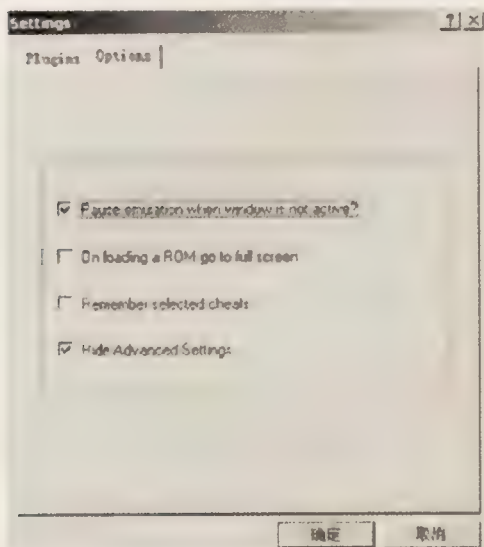 Settings
Plugins Options
Pause emulation when window is not active?
On loading a ROM go to full screen
Remember selected cheats
Hide Advanced Settings
确定 取消